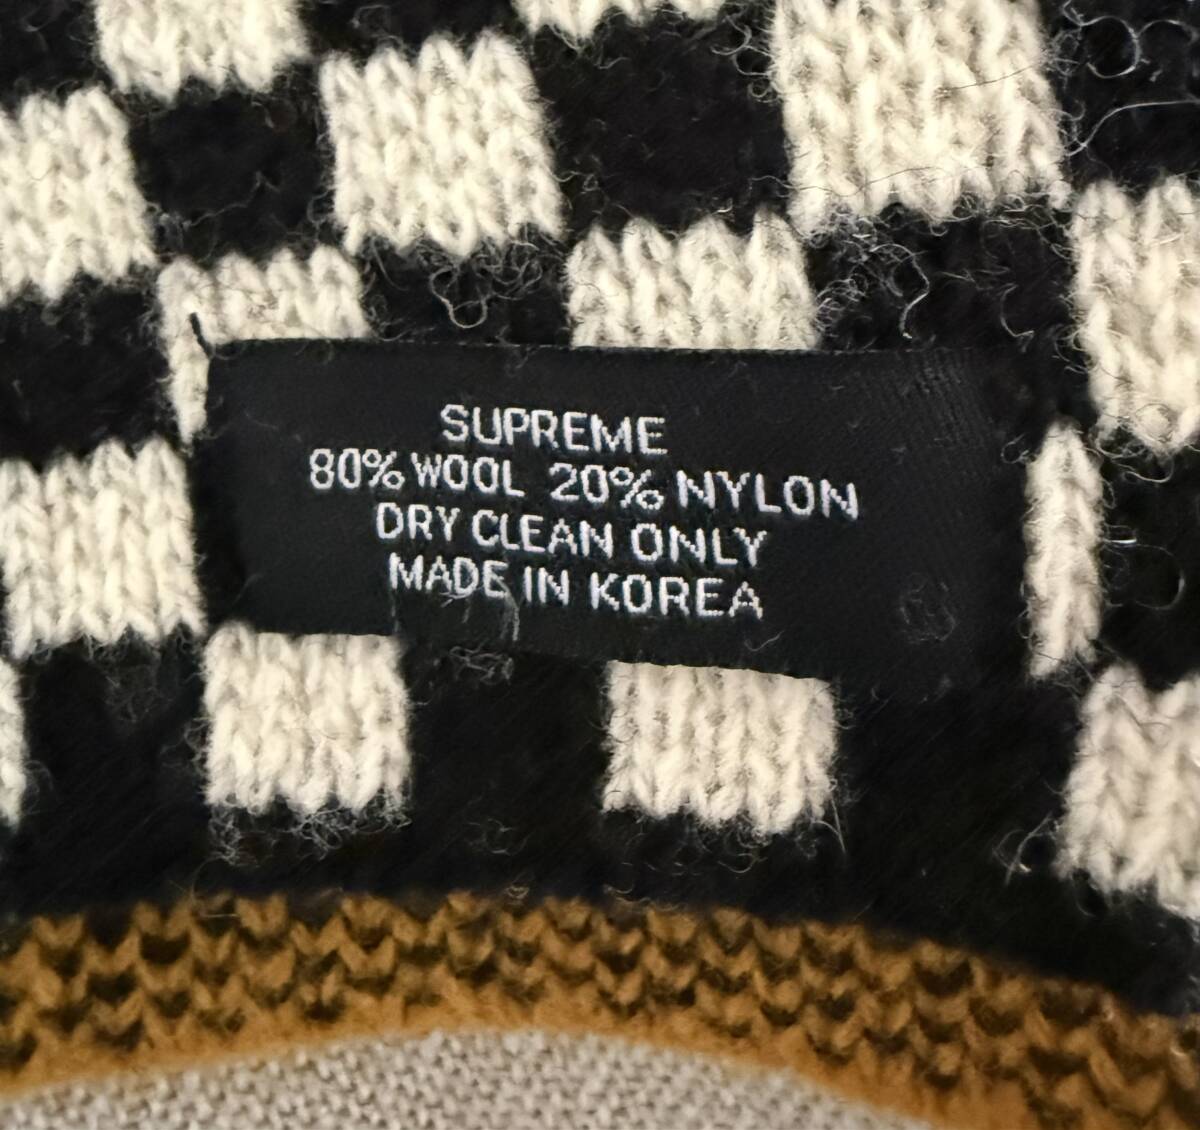 SUPREME
80% WOOL 20% NYLON
DRY CLEAN ONLY
MADE IN KOREA